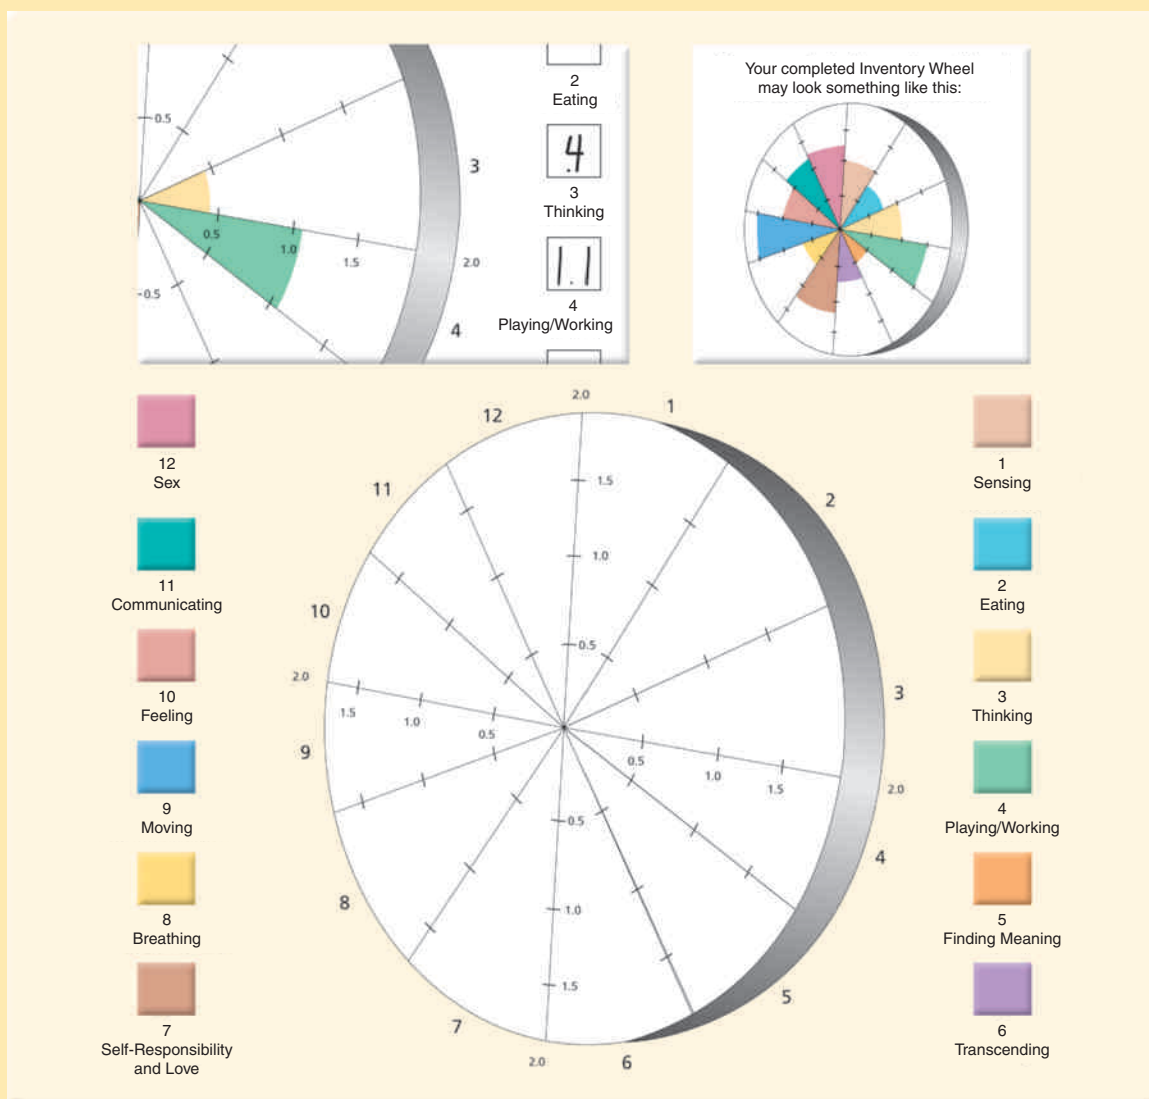 0.5
0.5
1.0
1.5
2.0
-0.5
3
4
2
Eating
.4
3
Thinking
1.1
4
Playing/Working
Your completed Inventory Wheel
may look something like this:
12
Sex
11
Communicating
10
Feeling
9
Moving
8
Breathing
7
Self-Responsibility
and Love
2.0
1
12
2
11
1.5
1.0
10
0.5
2.0
1.5
1.0
0.5
3
9
0.5
1.0
1.5
2.0
0.5
4
8
1.0
1.5
5
7
2.0
6
1
Sensing
2
Eating
3
Thinking
4
Playing/Working
5
Finding Meaning
6
Transcending